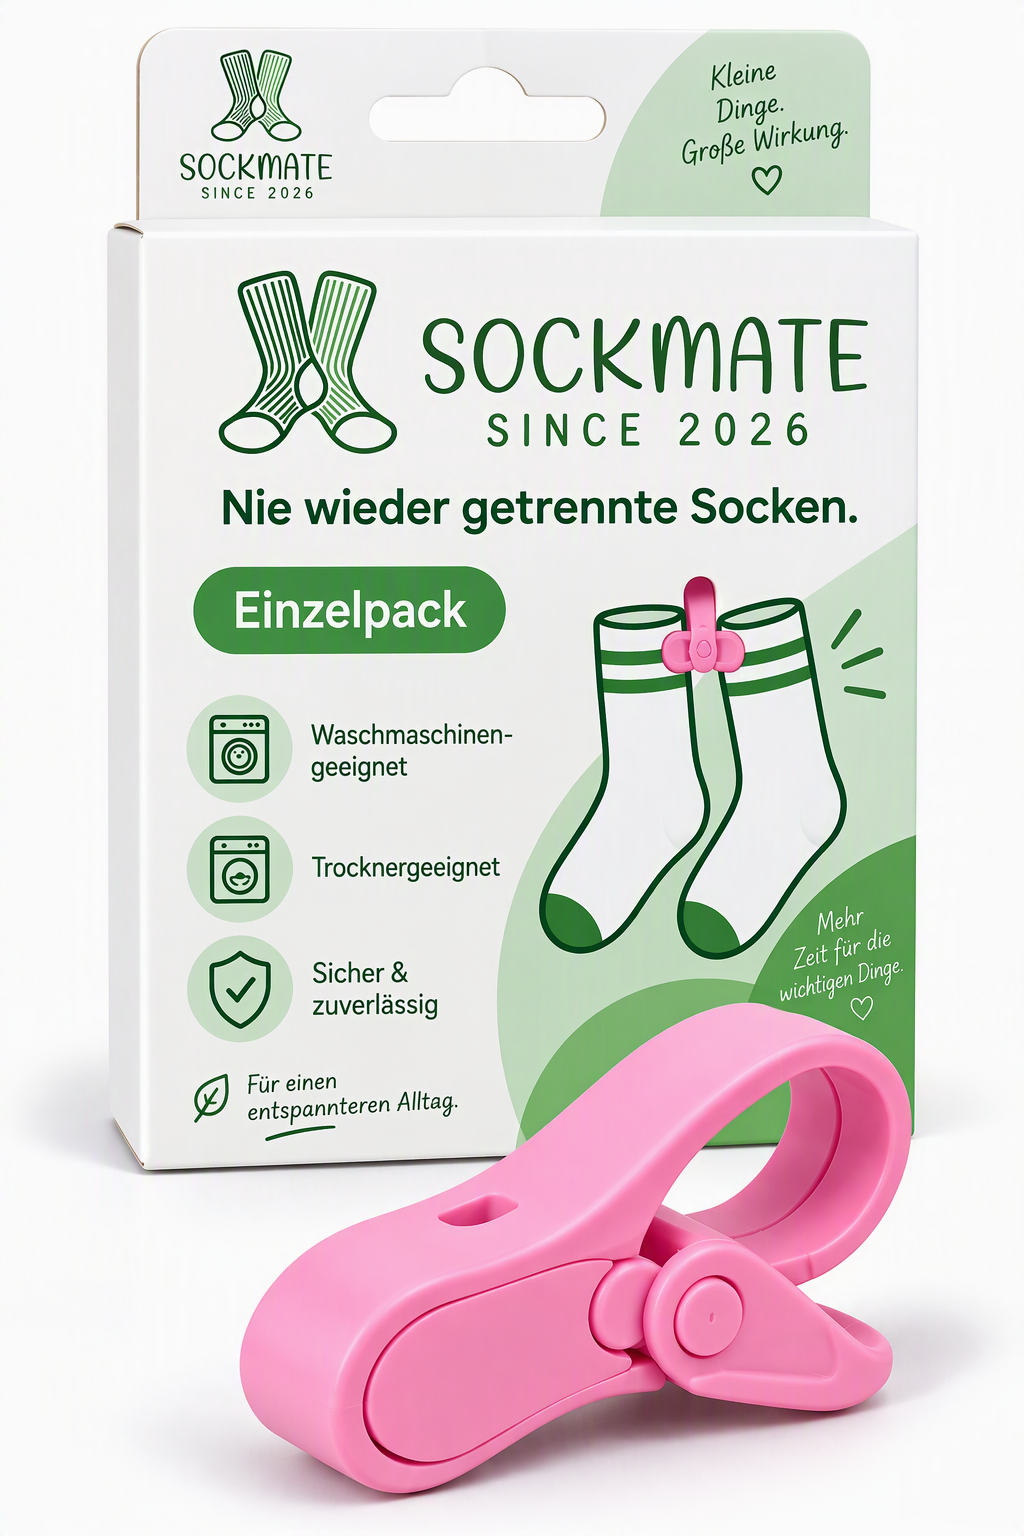 SOCKMATE
SINCE 2026
Kleine
Dinge.
Große Wirkung.
SOCKMATE
SINCE 2026
Nie wieder getrennte Socken.
Einzelpack
Waschmaschinen-
geeignet
Trocknergeeignet
Sicher &
zuverlässig
Für einen
entspannteren Alltag.
Mehr
Zeit für die
wichtigen Dinge.